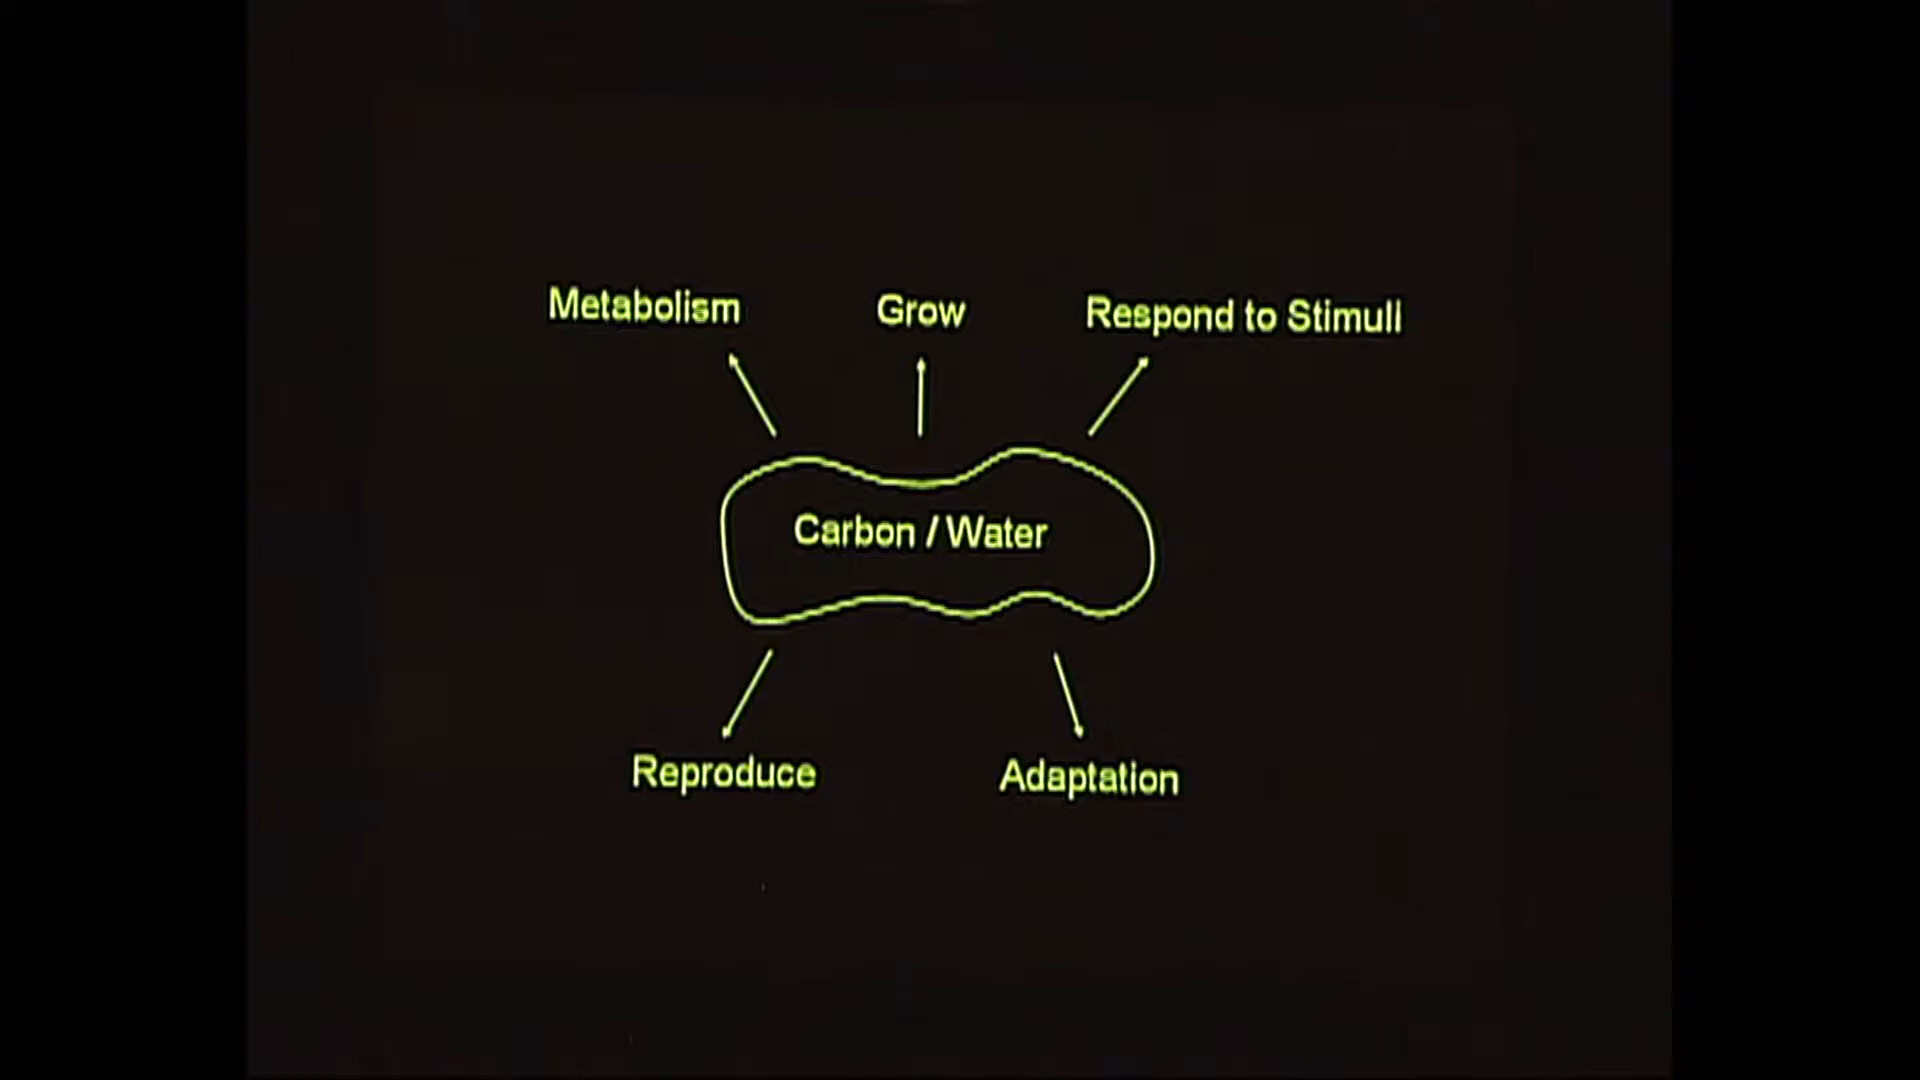 Metabolism
Grow
Respond to Stimuli
Carbon / Water
Reproduce
Adaptation